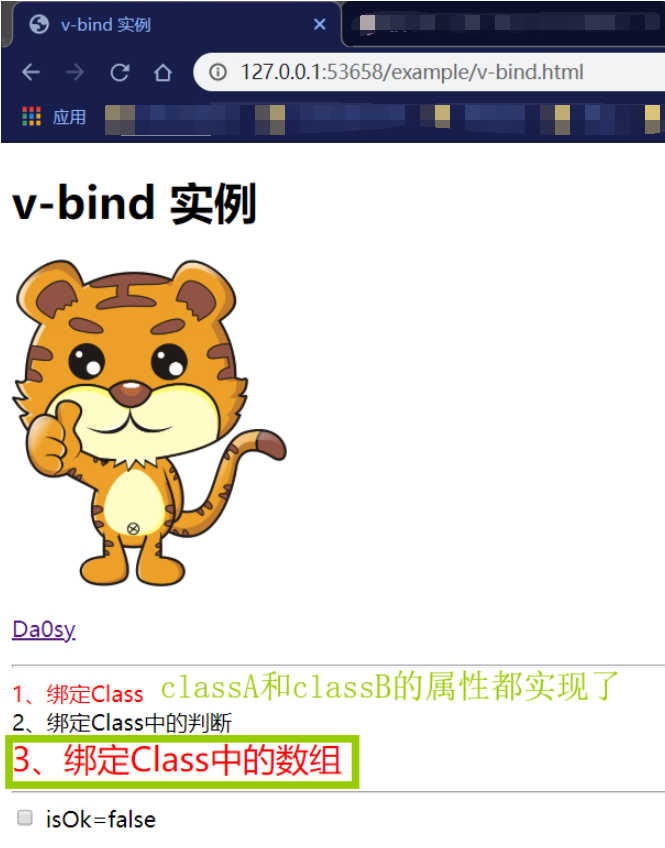 v-bind 实例
127.0.0.1:53658/example/v-bind.html
应用
v-bind 实例
Da0sy
1、绑定Class classA和classB的属性都实现了
2、绑定Class中的判断
3、绑定Class中的数组
isOk=false